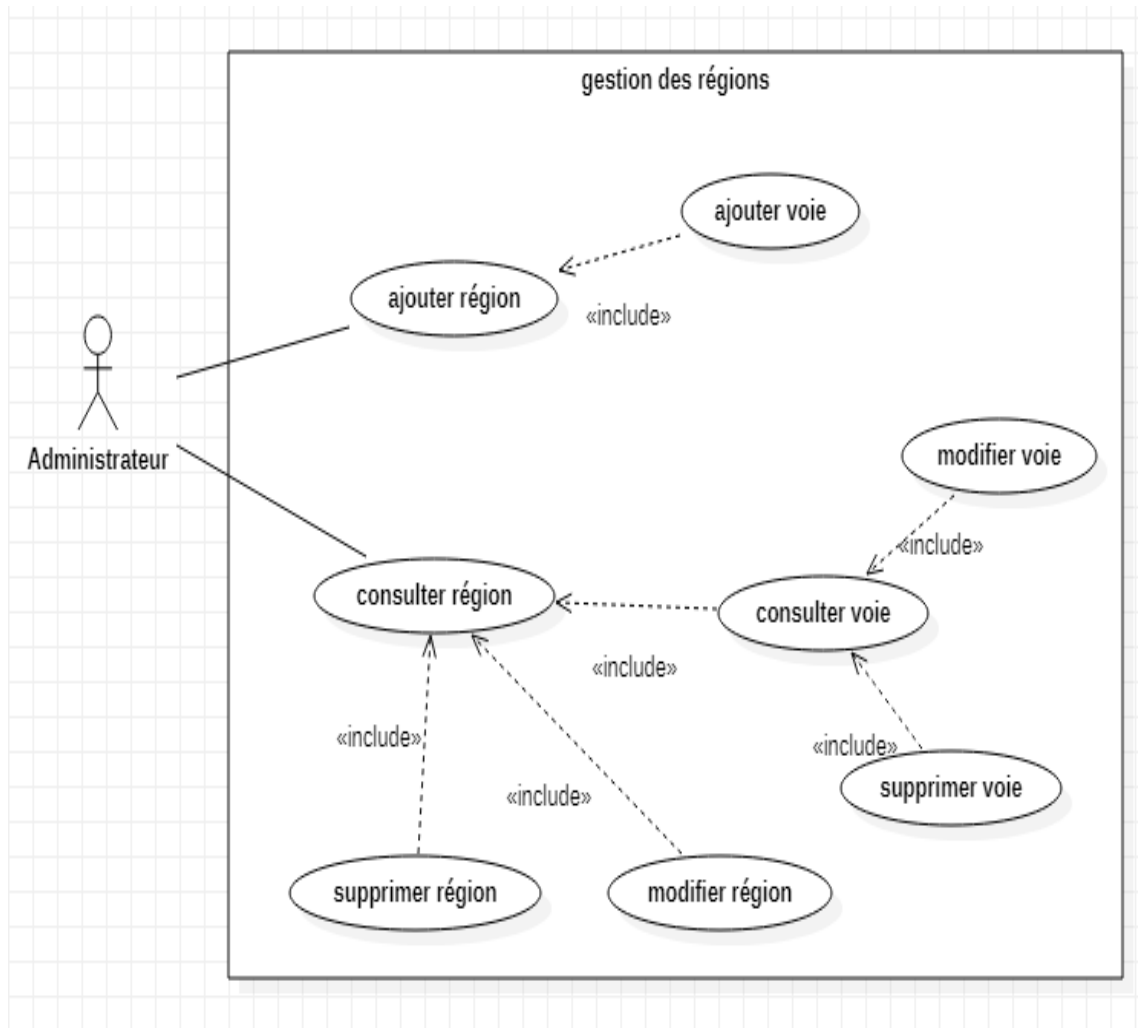 gestion des régions
ajouter voie
ajouter région
«include»
Administrateur
modifier voie
«include»
consulter région
consulter voie
«include»
«include»
«include»
«include»
supprimer voie
supprimer région
modifier région